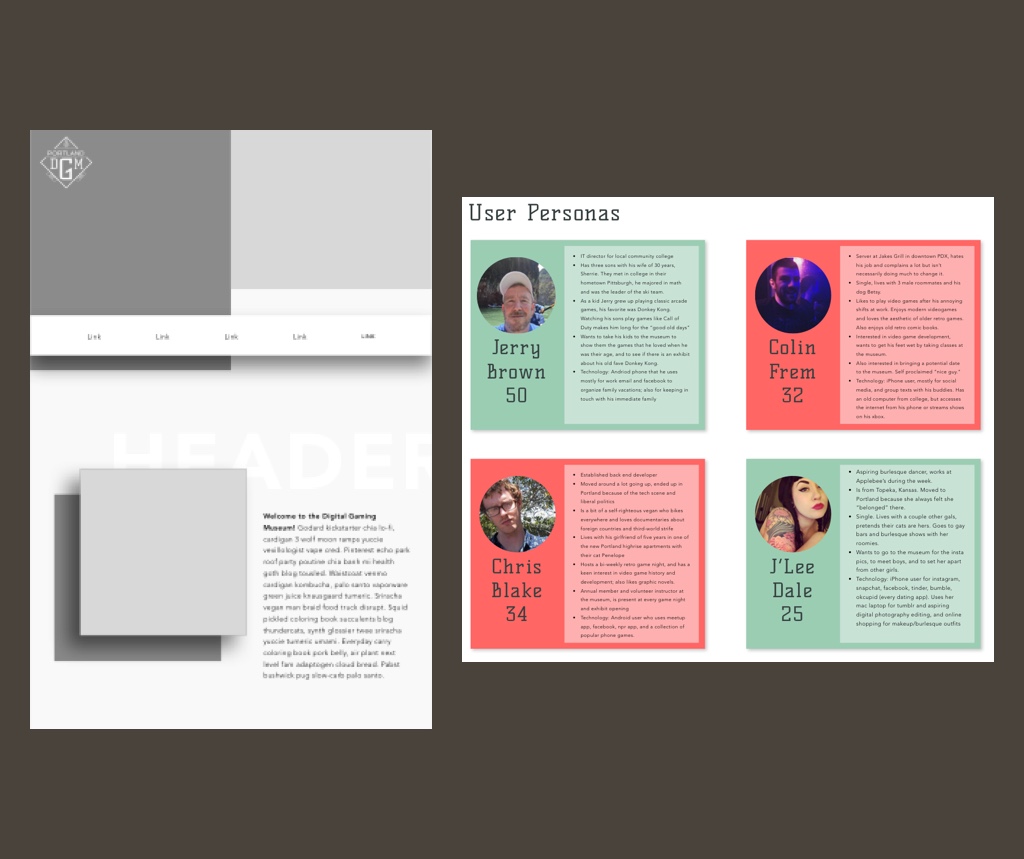 PORTLAND
D G M
Link Link Link Link LINK
HEADER
Welcome to the Digital Gaming
Museum! Godard kickstarter chia lo-fi,
cardigan 3 wolf moon ramps yuccie
vexillologist vape cred. Pinterest echo park
roof party poutine chia banh mi health
goth blog tousled. Waistcoat venmo
cardigan kombucha, palo santo vaporware
green juice knausgaard tumeric. Sriracha
vegan man braid food truck disrupt. Squid
pickled coloring book succulents blog
thundercats, synth glossier twee sriracha
yuccie tumeric umami. Everyday carry
coloring book pork belly, air plant next
level fam adaptogen cloud bread. Pabst
bushwick pug slow-carb palo santo.
User Personas
Jerry
Brown
50
• IT director for local community college
• Has three sons with his wife of 30 years,
Sherrie. They met in college in their
hometown Pittsburgh, he majored in math
and was the leader of the ski team.
• As a kid Jerry grew up playing classic arcade
games, his favorite was Donkey Kong.
Watching his sons play games like Call of
Duty makes him long for the "good old days"
• Wants to take his kids to the museum to
show them the games that he loved when he
was their age, and to see if there is an exhibit
about his old fave Donkey Kong.
• Technology: Andriod phone that he uses
mostly for work email and facebook to
organize family vacations; also for keeping in
touch with his immediate family
Colin
Frem
32
• Server at Jakes Grill in downtown PDX, hates
his job and complains a lot but isn't
necessarily doing much to change it.
• Single, lives with 3 male roommates and his
dog Betsy.
• Likes to play video games after his annoying
shifts at work. Enjoys modern videogames
and loves the aesthetic of older retro games.
Also enjoys old retro comic books.
• Interested in video game development,
wants to get his feet wet by taking classes at
the museum.
• Also interested in bringing a potential date
to the museum. Self proclaimed "nice guy."
• Technology: iPhone user, mostly for social
media, and group texts with his buddies. Has
an old computer from college, but accesses
the internet from his phone or streams shows
on his xbox.
Chris
Blake
34
• Established back end developer
• Moved around a lot going up, ended up in
Portland because of the tech scene and
liberal politics
• Is a bit of a self-righteous vegan who bikes
everywhere and loves documentaries about
foreign countries and third-world strife
• Lives with his girlfriend of five years in one of
the new Portland highrise apartments with
their cat Penelope
• Hosts a bi-weekly retro game night, and has a
keen interest in video game history and
development; also likes graphic novels.
• Annual member and volunteer instructor at
the museum, is present at every game night
and exhibit opening
• Technology: Android user who uses meetup
app, facebook, npr app, and a collection of
popular phone games.
J'Lee
Dale
25
• Aspiring burlesque dancer, works at
Applebee's during the week.
• Is from Topeka, Kansas. Moved to
Portland because she always felt she
"belonged" there.
• Single. Lives with a couple other gals,
pretends their cats are hers. Goes to gay
bars and burlesque shows with her
roomies.
• Wants to go to the museum for the insta
pics, to meet boys, and to set her apart
from other girls.
• Technology: iPhone user for instagram,
snapchat, facebook, tinder, bumble,
okcupid (every dating app). Uses her
mac laptop for tumblr and aspiring
digital photography editing, and online
shopping for makeup/burlesque outfits